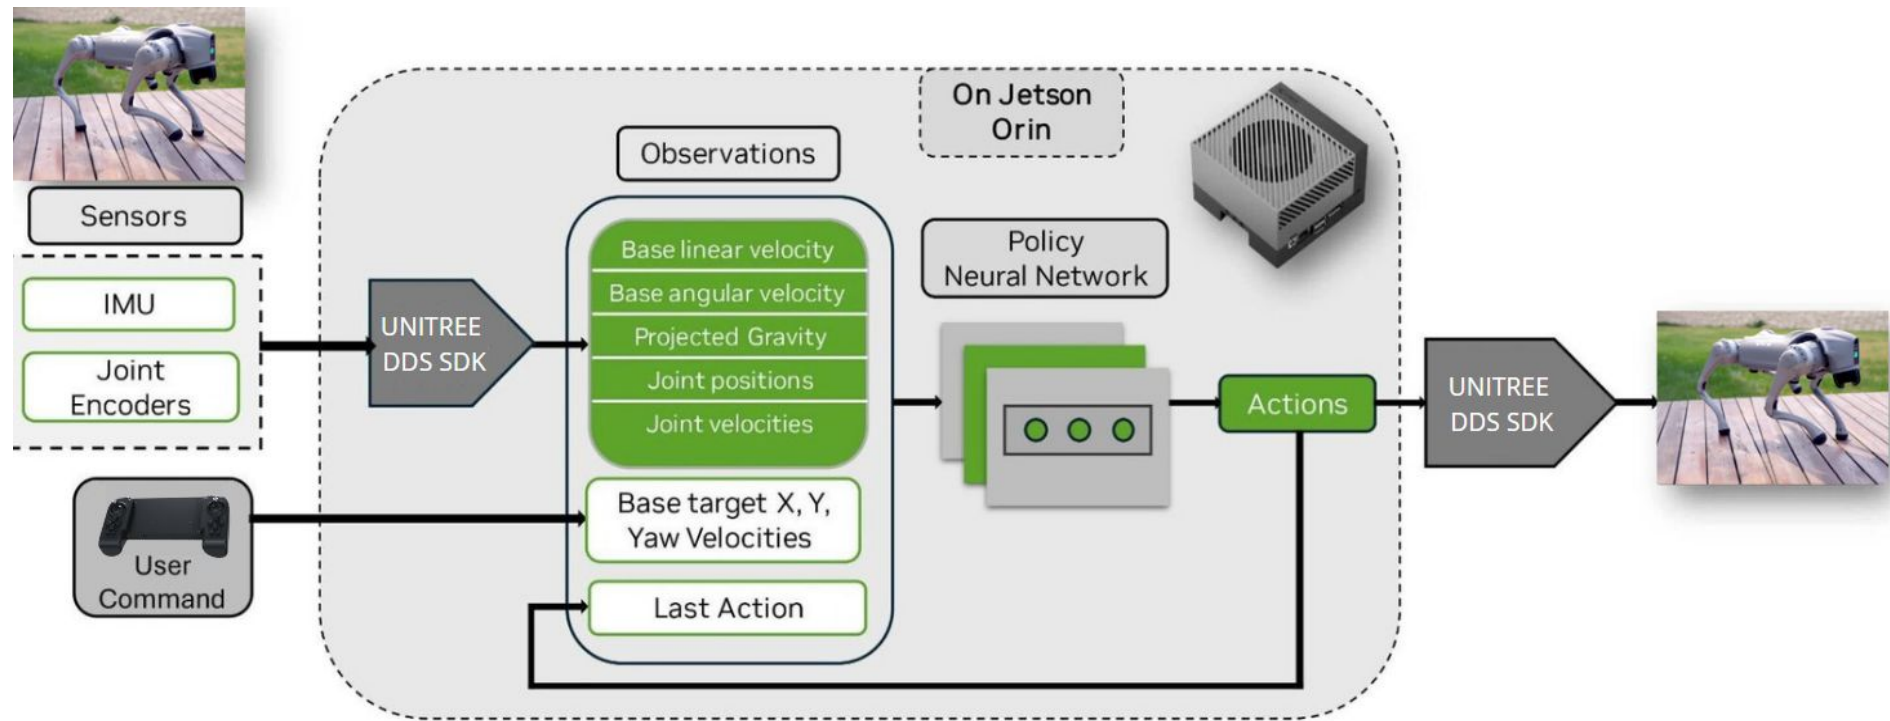 Sensors
IMU
Joint
Encoders
User
Command
UNITREE
DDS SDK
Observations
Base linear velocity
Base angular velocity
Projected Gravity
Joint positions
Joint velocities
Base target X, Y,
Yaw Velocities
Last Action
On Jetson
Orin
Policy
Neural Network
Actions
UNITREE
DDS SDK